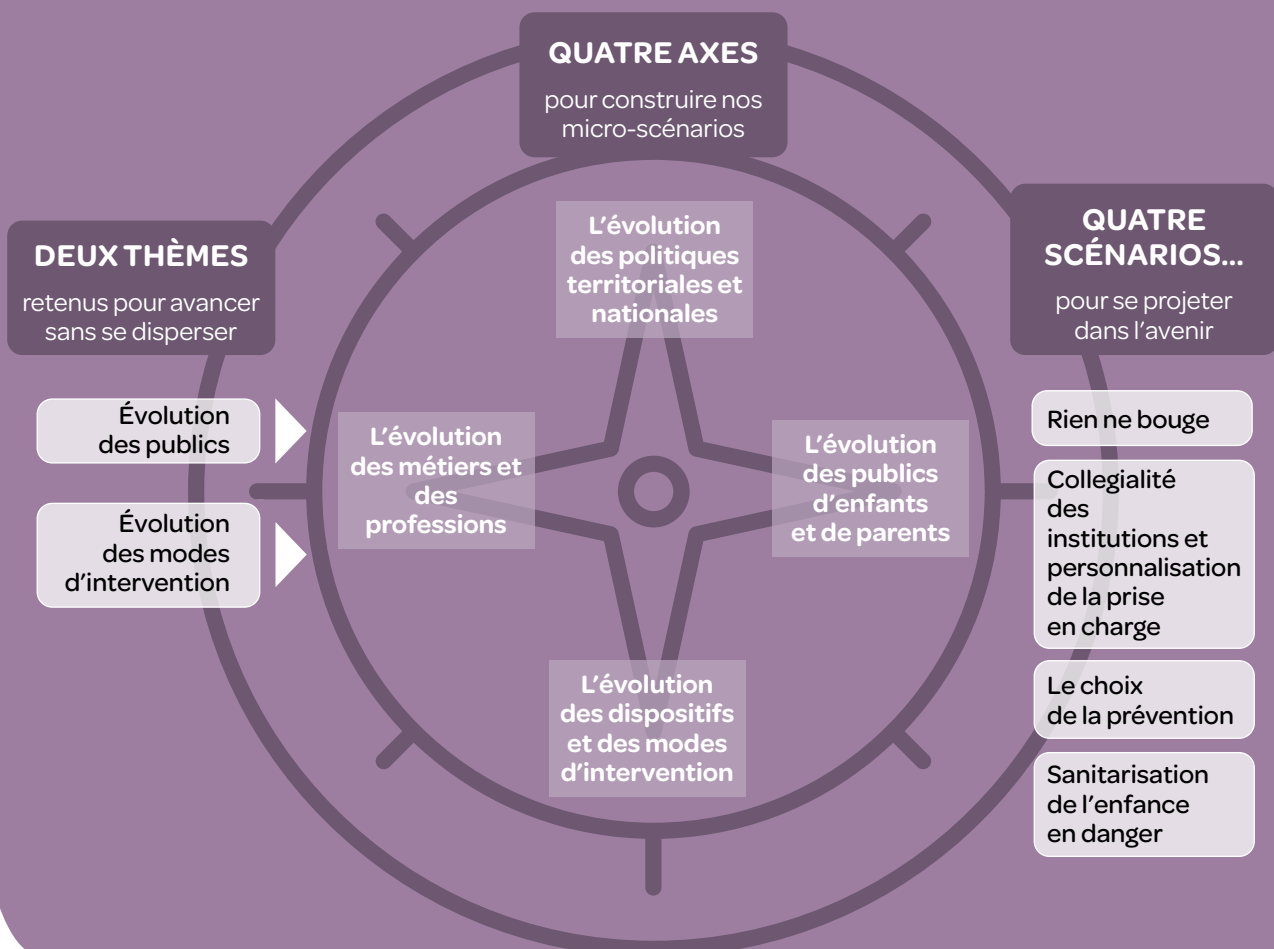 QUATRE AXES
pour construire nos
micro-scénarios
DEUX THÈMES
retenus pour avancer
sans se disperser
Évolution
des publics
Évolution
des modes
d'intervention
L'évolution
des politiques
territoriales et
nationales
L'évolution
des métiers et
des
professions
L'évolution
des publics
d'enfants
et de parents
L'évolution
des dispositifs
et des modes
d'intervention
QUATRE
SCÉNARIOS...
pour se projeter
dans l'avenir
Rien ne bouge
Collegialité
des
institutions et
personnalisation
de la prise
en charge
Le choix
de la prévention
Sanitarisation
de l'enfance
en danger